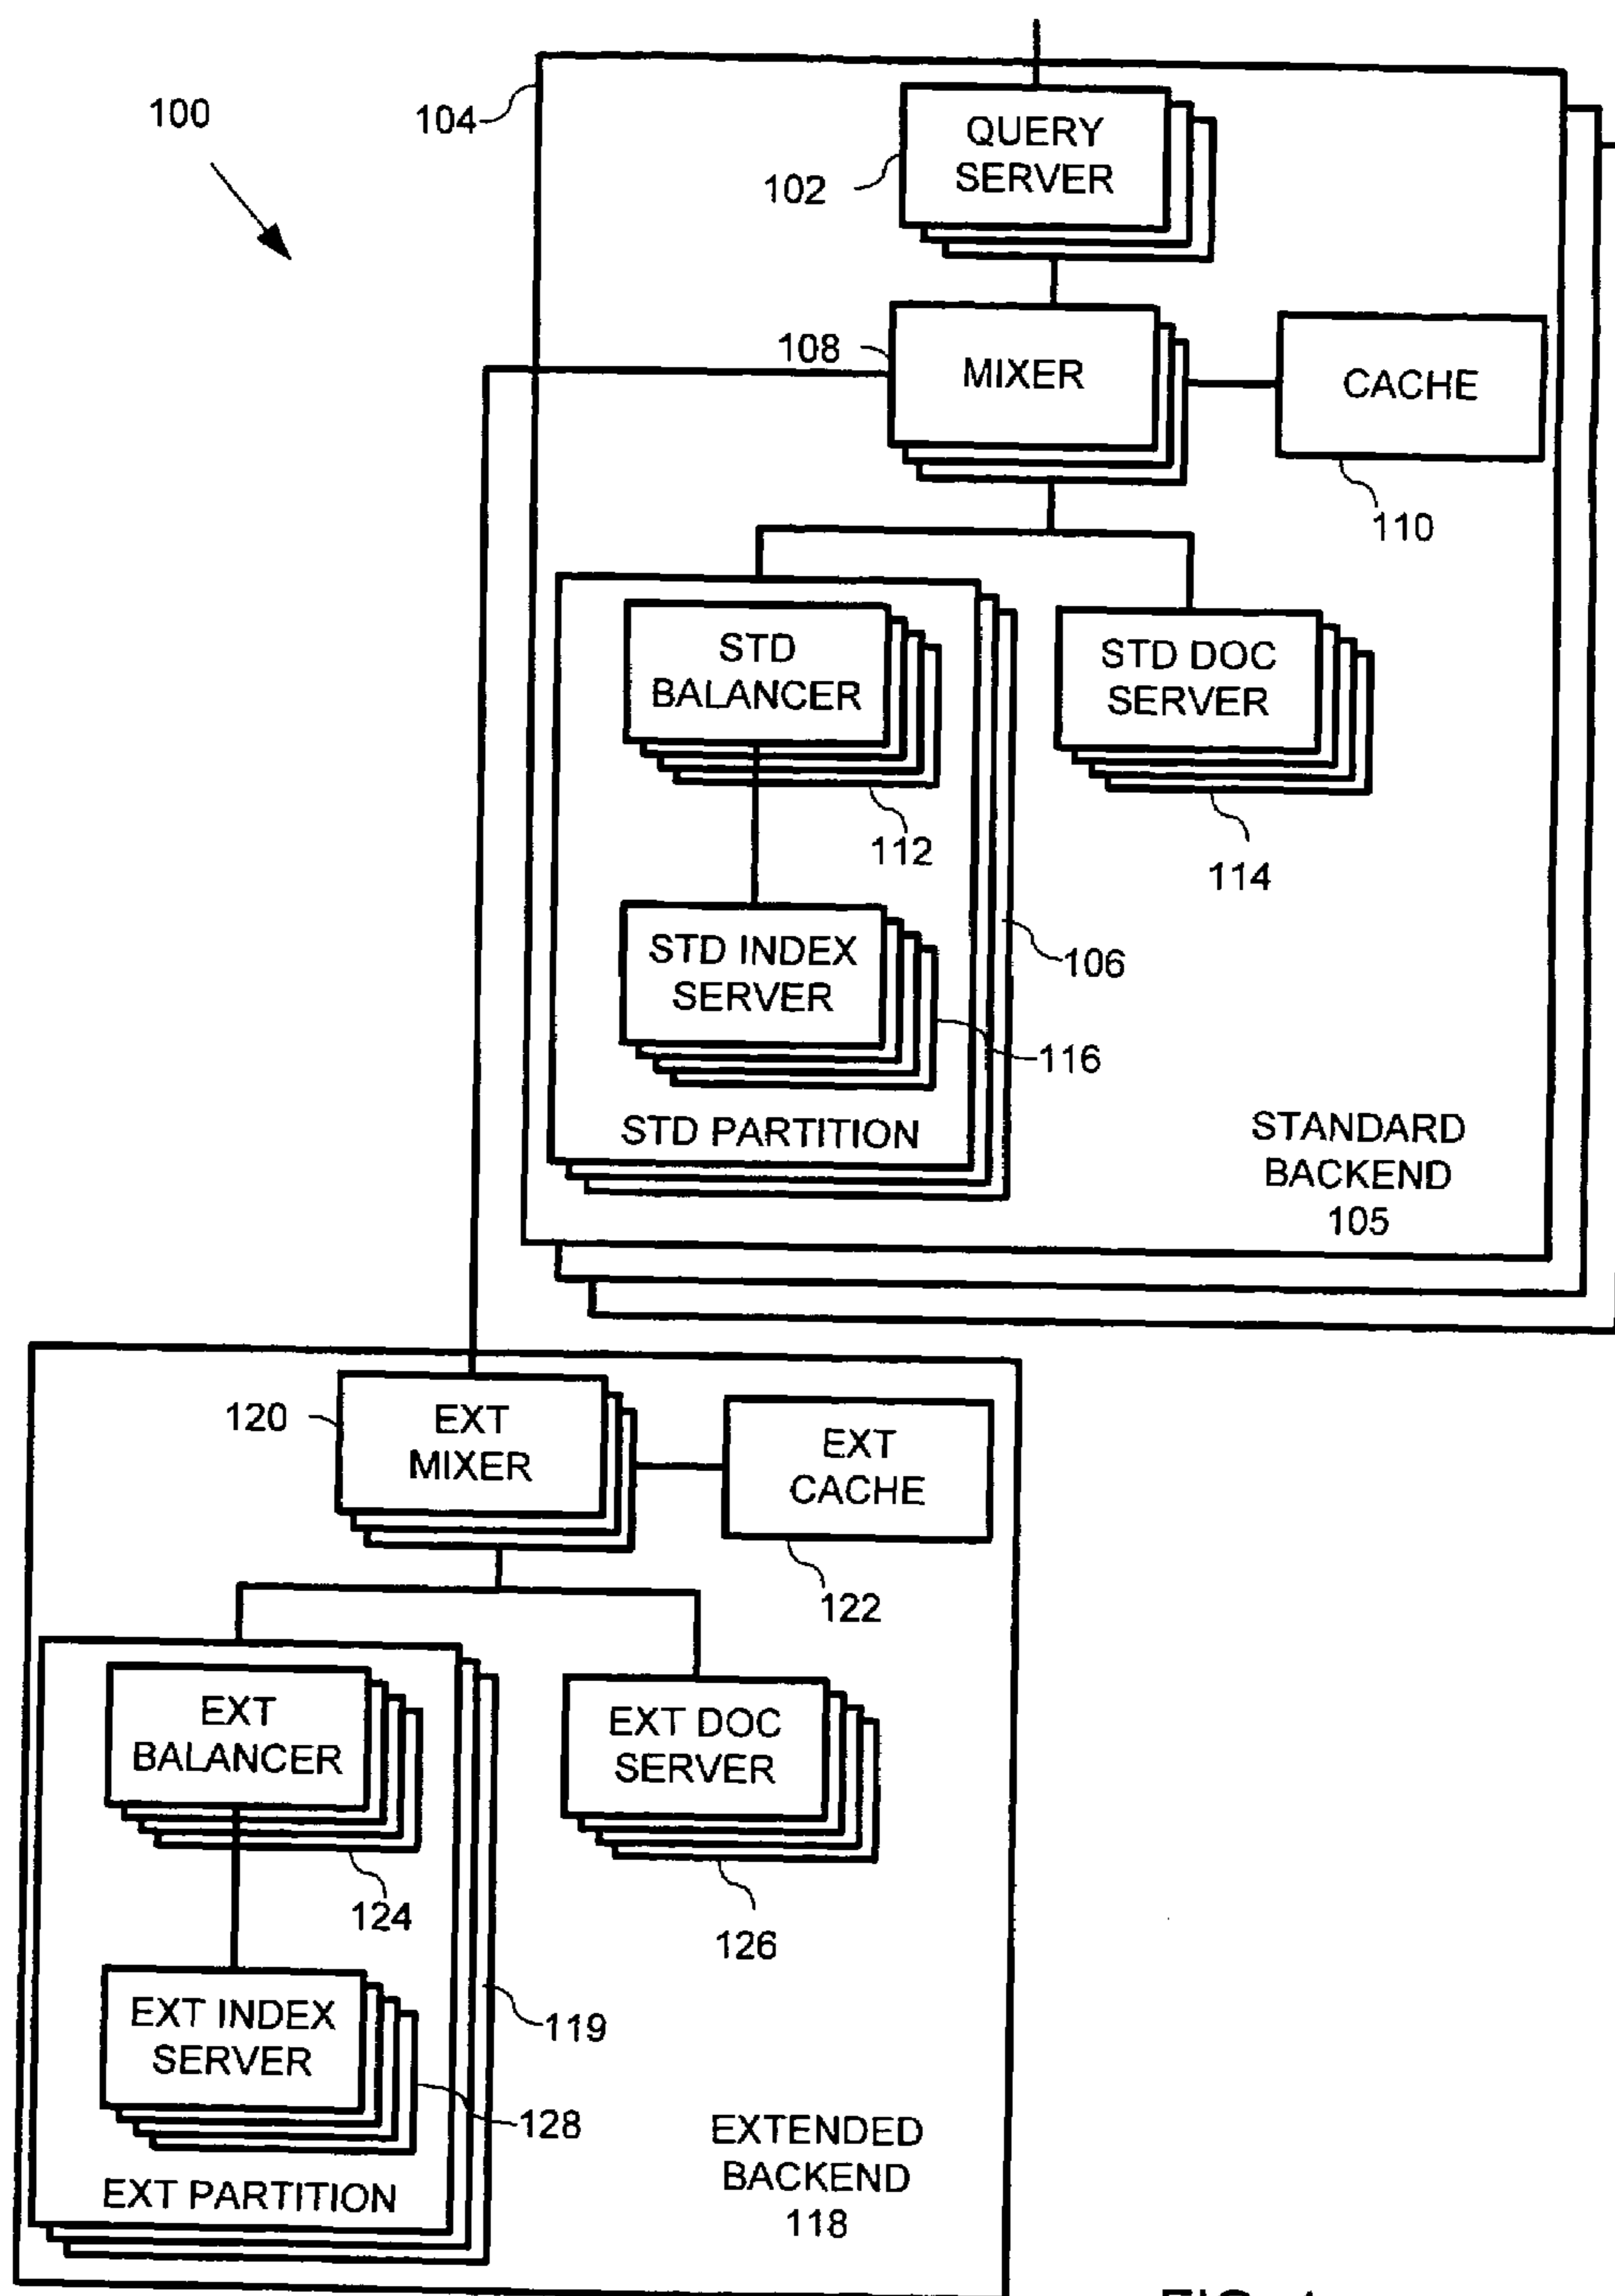 100
104
QUERY
SERVER
102
108
MIXER
CACHE
110
STD
BALANCER
112
STD DOC
SERVER
114
STD INDEX
SERVER
106
116
STD PARTITION
STANDARD
BACKEND
105
120
EXT
MIXER
EXT
CACHE
122
EXT
BALANCER
124
EXT DOC
SERVER
126
EXT INDEX
SERVER
119
128
EXT PARTITION
EXTENDED
BACKEND
118